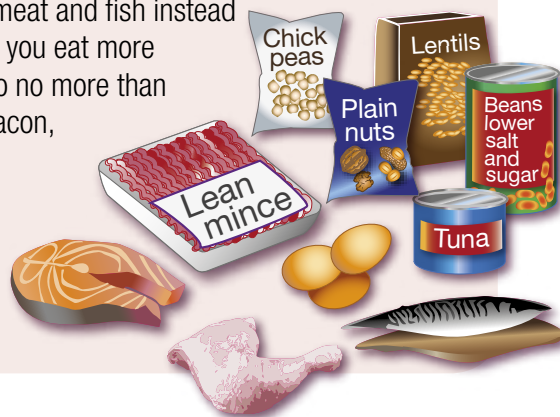 meat and fish instead
you eat more
no more than
acon,
Chick
peas
Lentils
Plain
nuts
Beans
lower
salt
and
sugar
Lean
mince
Tuna